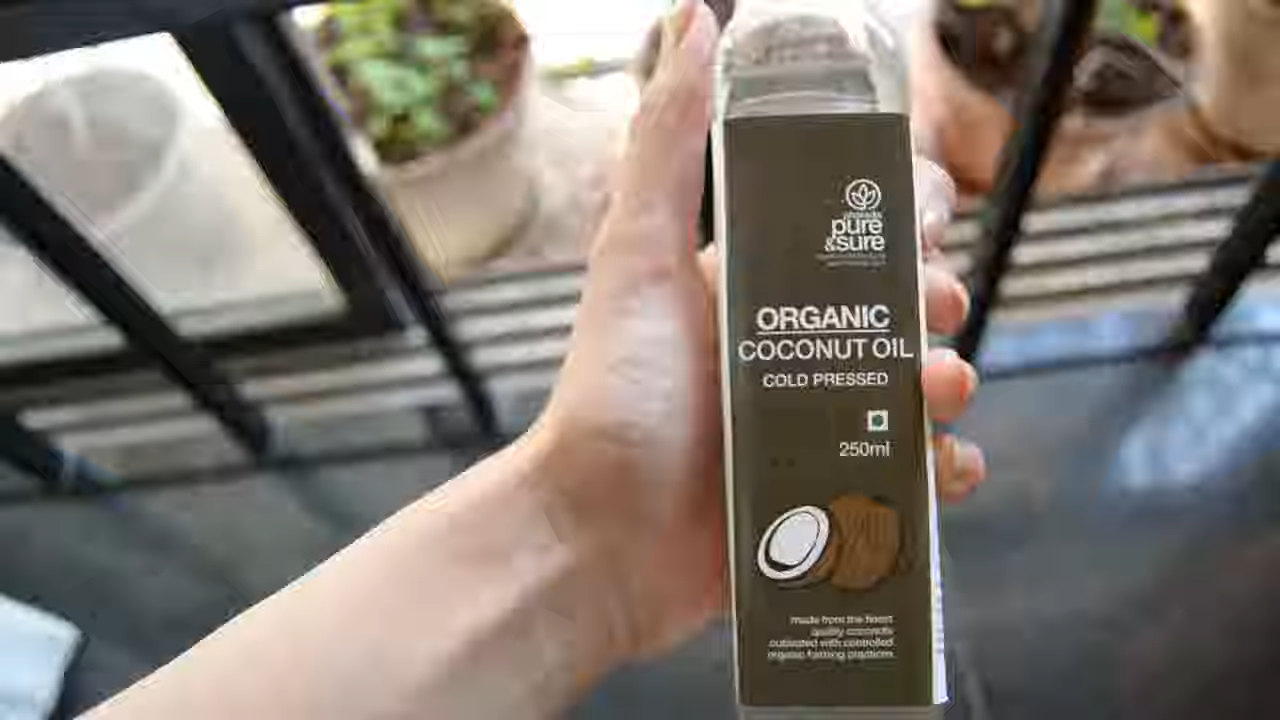 pure
&sure
ORGANIC
COCONUT OIL
COLD PRESSED
250ml
made from the finest
quality coconuts
cultivated with controlled
organic farming practices